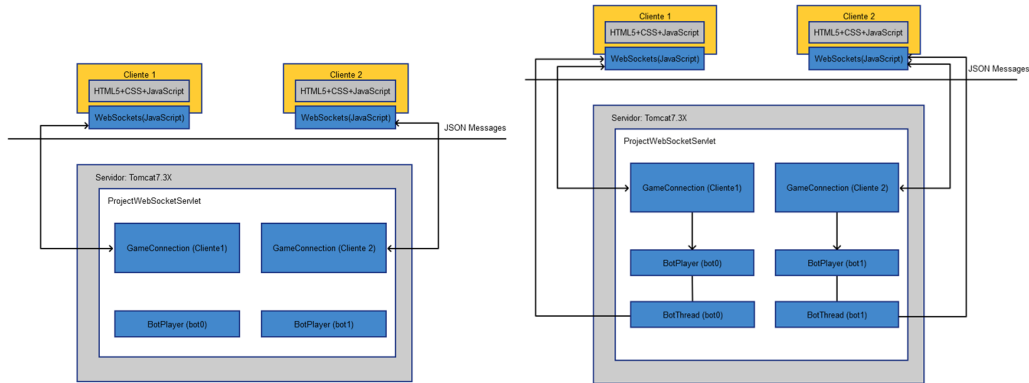 Cliente 1
HTML5+CSS+JavaScript
WebSockets(JavaScript)
Cliente 2
HTML5+CSS+JavaScript
WebSockets(JavaScript)
JSON Messages
Servidor: Tomcat7.3X
ProjectWebSocketServlet
GameConnection (Cliente1)
GameConnection (Cliente 2)
BotPlayer (bot0)
BotPlayer (bot1)
Cliente 1
HTML5+CSS+JavaScript
WebSockets(JavaScript)
Cliente 2
HTML5+CSS+JavaScript
WebSockets(JavaScript)
JSON Messages
Servidor: Tomcat7.3X
ProjectWebSocketServlet
GameConnection (Cliente1)
GameConnection (Cliente 2)
BotPlayer (bot0)
BotPlayer (bot1)
BotThread (bot0)
BotThread (bot1)